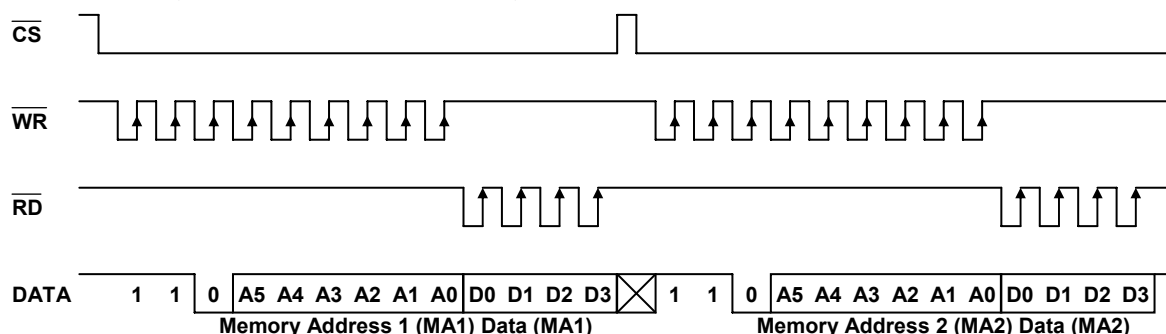 CS
WR
RD
DATA 1 1 0 A5 A4 A3 A2 A1 A0 D0 D1 D2 D3 1 1 0 A5 A4 A3 A2 A1 A0 D0 D1 D2 D3
Memory Address 1 (MA1) Data (MA1) Memory Address 2 (MA2) Data (MA2)